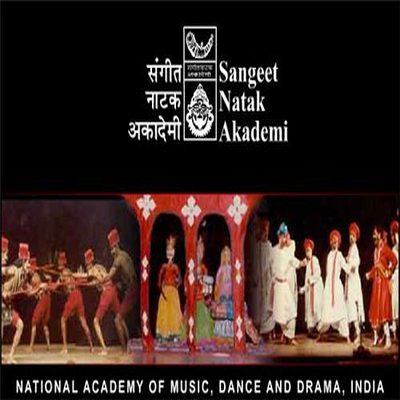 संगीत
नाटक
अकादेमी
Sangeet
Natak
Akademi
NATIONAL ACADEMY OF MUSIC, DANCE AND DRAMA, INDIA